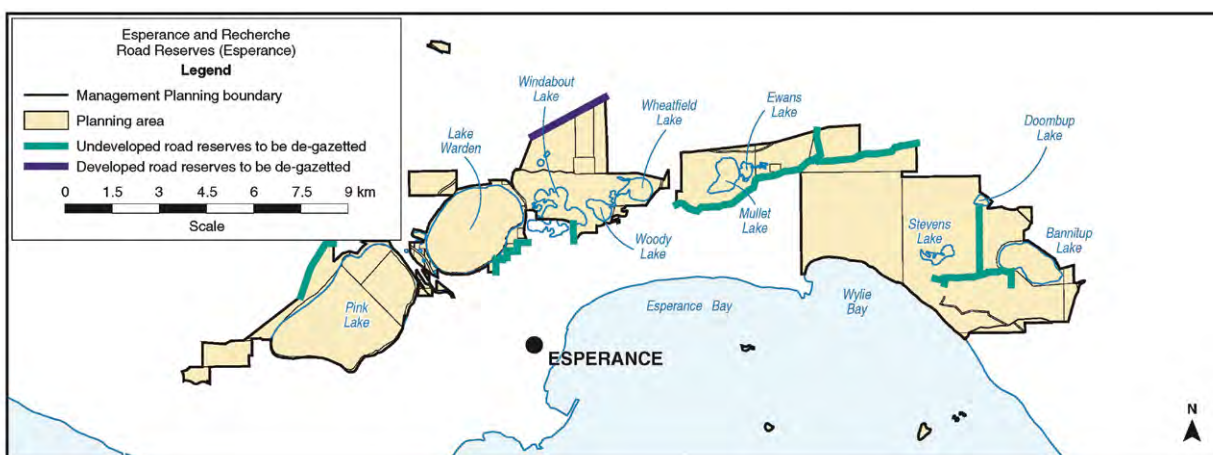 Esperance and Recherche
Road Reserves (Esperance)
Legend
Management Planning boundary
Planning area
Undeveloped road reserves to be de-gazetted
Developed road reserves to be de-gazetted
0 1.5 3 4.5 6 7.5 9 km
Scale
Windabout
Lake
Wheatfield
Lake
Ewans
Lake
Doombup
Lake
Lake
Warden
Mullet
Lake
Woody
Lake
Stevens
Lake
Bannitup
Lake
Pink
Lake
Esperance Bay
Wylie
Bay
ESPERANCE
N